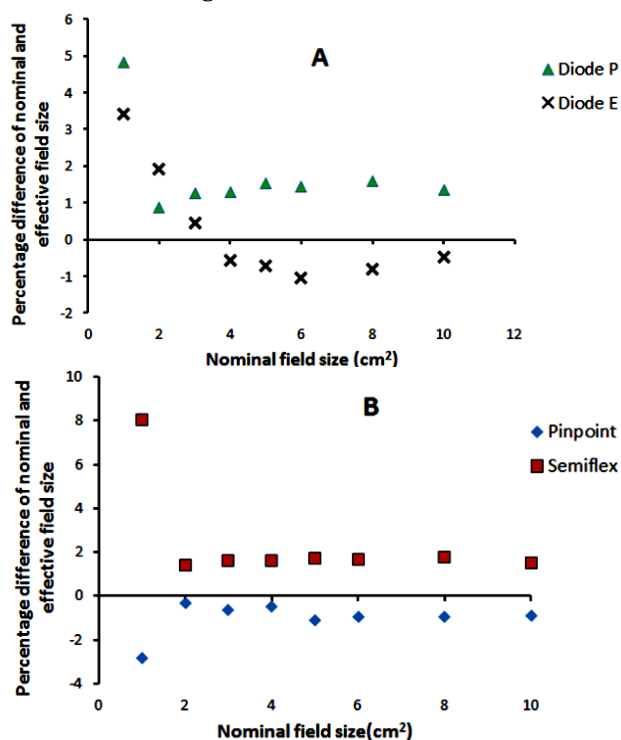 6
5
4
3
2
1
0
-1
-2
Percentage difference of nominal and
effective field size
A
Diode P
Diode E
0 2 4 6 8 10 12
Nominal field size (cm²)
10
8
6
4
2
0
-2
-4
Percentage difference of nominal and
effective field size
B
Pinpoint
Semiflex
0 2 4 6 8 10
Nominal field size(cm²)